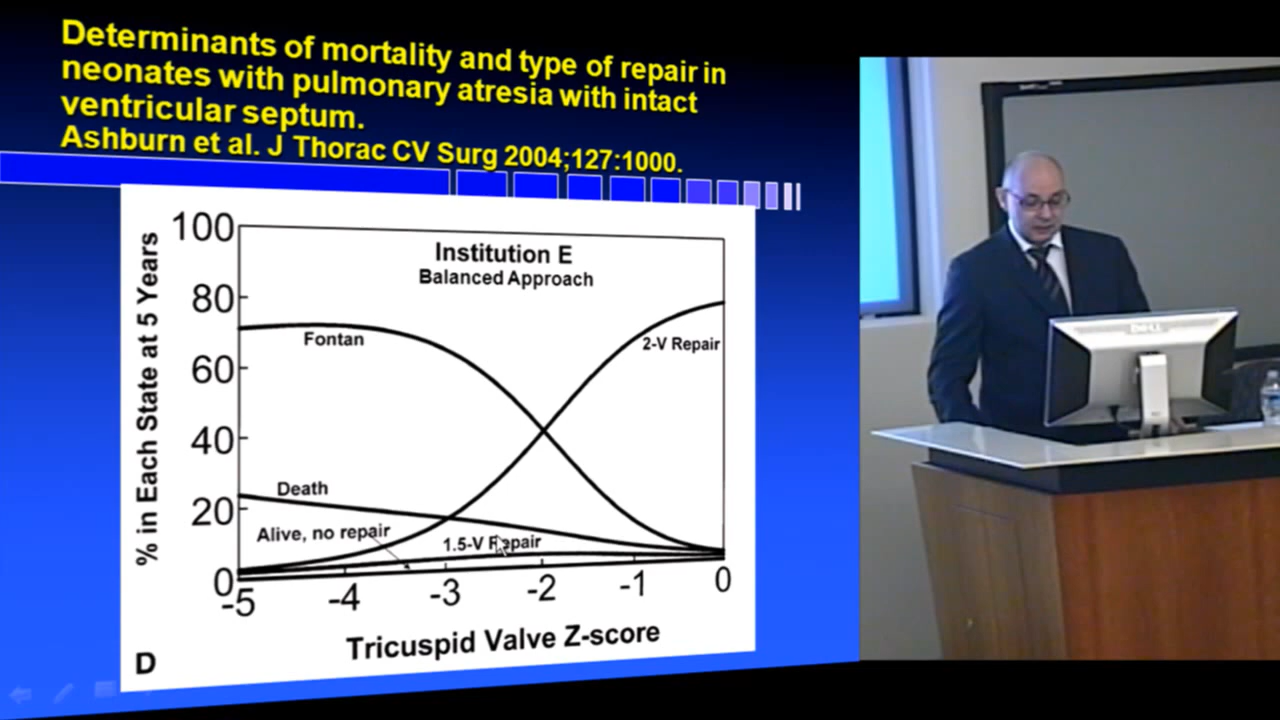 Determinants of mortality and type of repair in
neonates with pulmonary atresia with intact
ventricular septum.
Ashburn et al. J Thorac CV Surg 2004;127:1000.
Institution E
Balanced Approach
% in Each State at 5 Years
100
80
60
40
20
0
Fontan
2-V Repair
Death
Alive, no repair
1.5-V Repair
-5
-4
-3
-2
-1
0
Tricuspid Valve Z-score
D
DELL